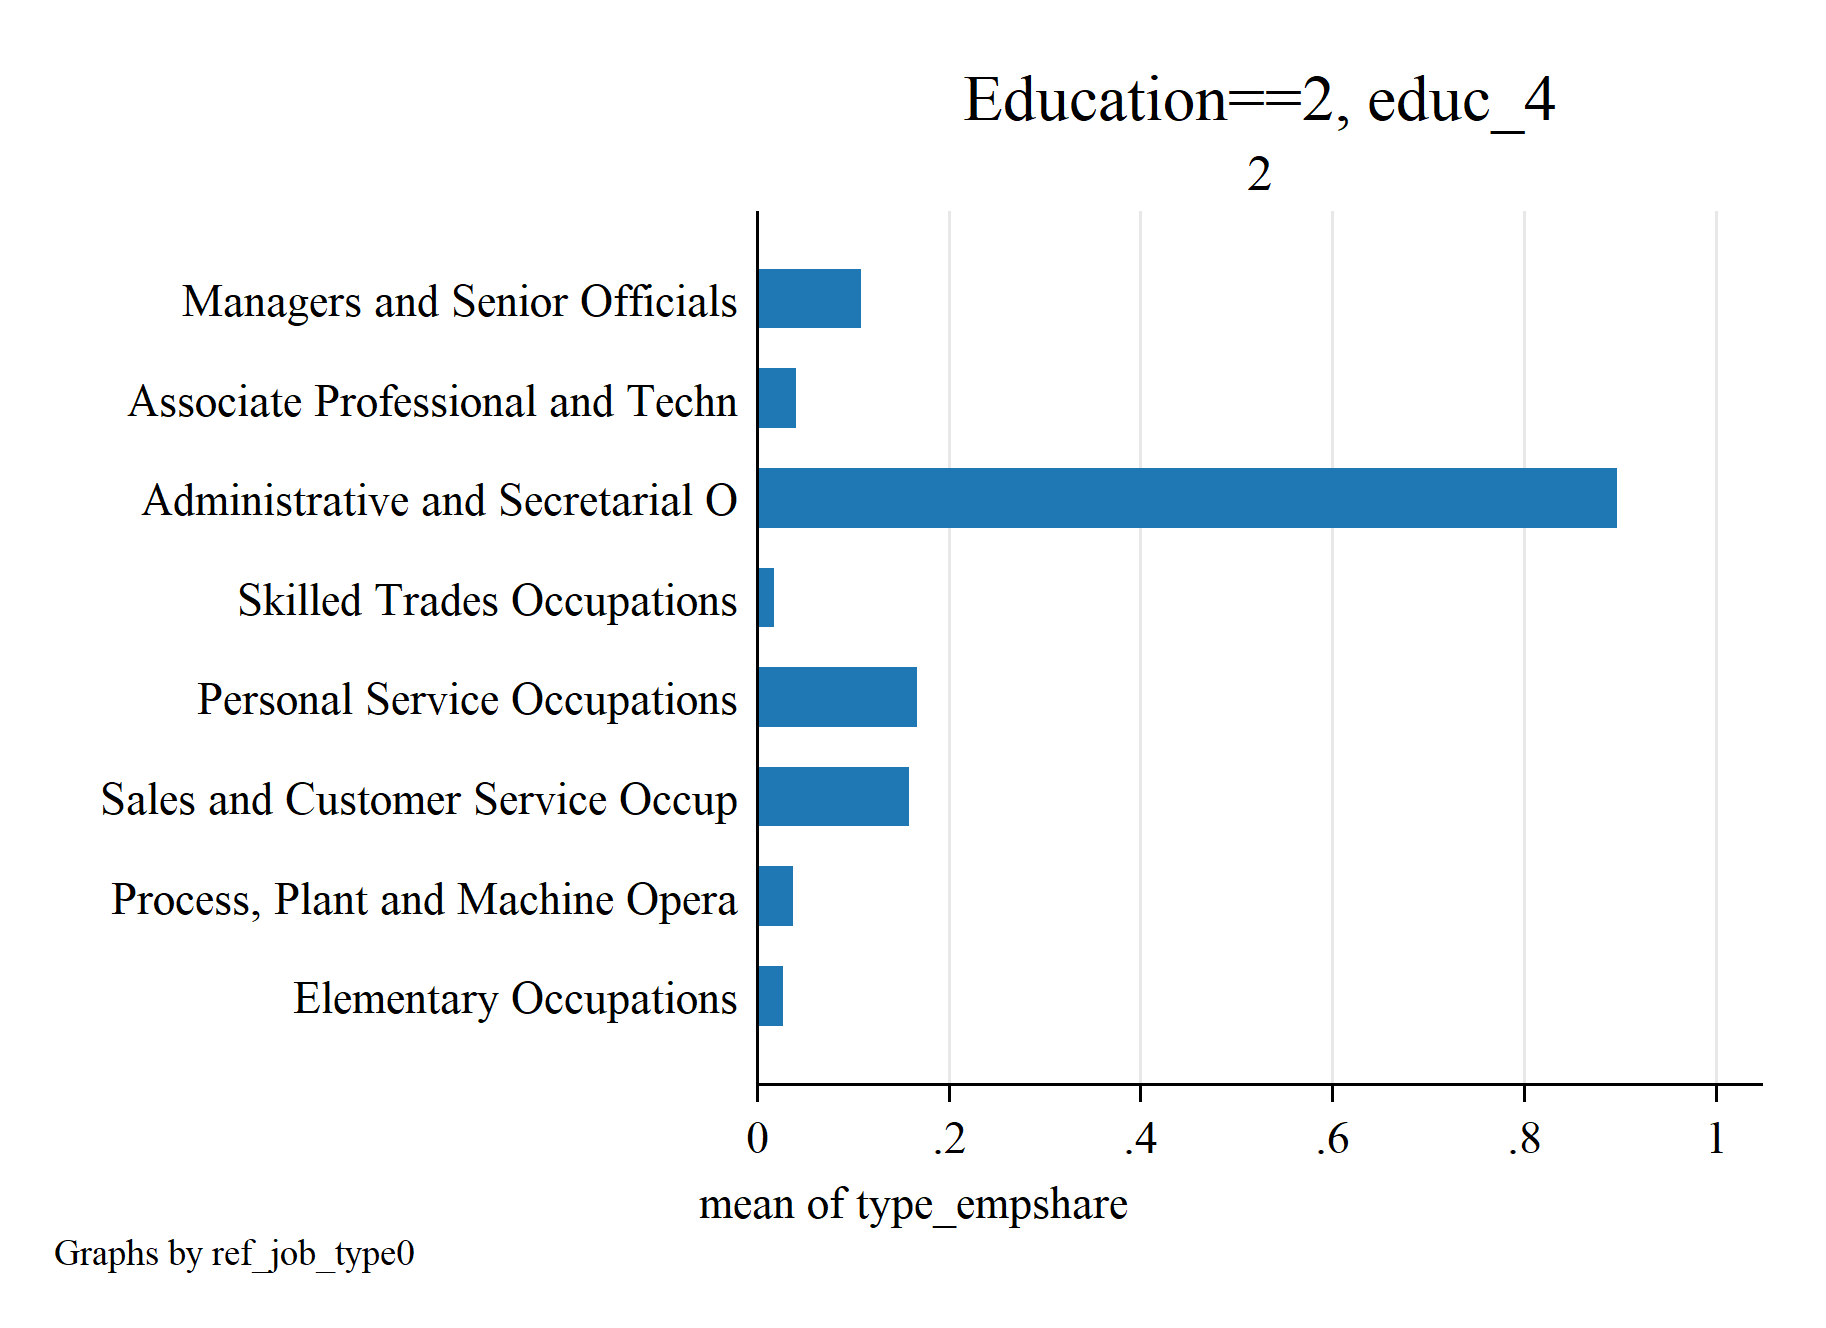 Education==2, educ_4
2
Managers and Senior Officials
Associate Professional and Techn
Administrative and Secretarial O
Skilled Trades Occupations
Personal Service Occupations
Sales and Customer Service Occup
Process, Plant and Machine Opera
Elementary Occupations
0 .2 .4 .6 .8 1
mean of type_empshare
Graphs by ref_job_type0